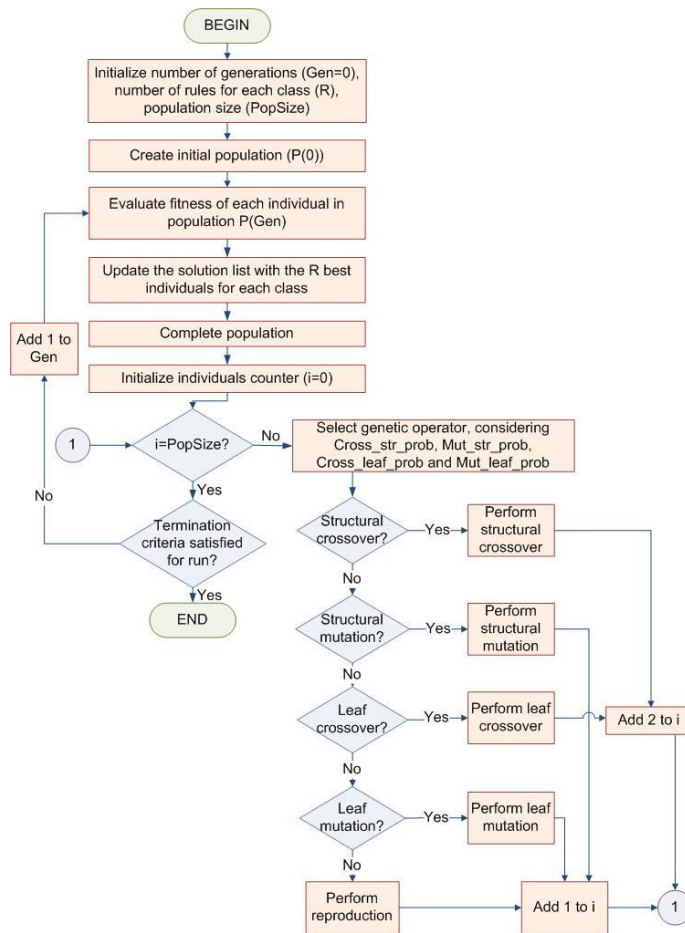 BEGIN
Initialize number of generations (Gen=0),
number of rules for each class (R),
population size (PopSize)
Create initial population (P(0))
Evaluate fitness of each individual in
population P(Gen)
Update the solution list with the R best
individuals for each class
Complete population
Initialize individuals counter (i=0)
Add 1 to
Gen
1
i=PopSize?
No
Select genetic operator, considering
Cross_str_prob, Mut_str_prob,
Cross_leaf_prob and Mut_leaf_prob
No
Yes
Termination
criteria satisfied
for run?
Yes
END
Structural
crossover?
Yes
Perform
structural
crossover
No
Structural
mutation?
Yes
Perform
structural
mutation
No
Leaf
crossover?
Yes
Perform leaf
crossover
Add 2 to i
No
Leaf
mutation?
Yes
Perform leaf
mutation
No
Perform
reproduction
Add 1 to i
1